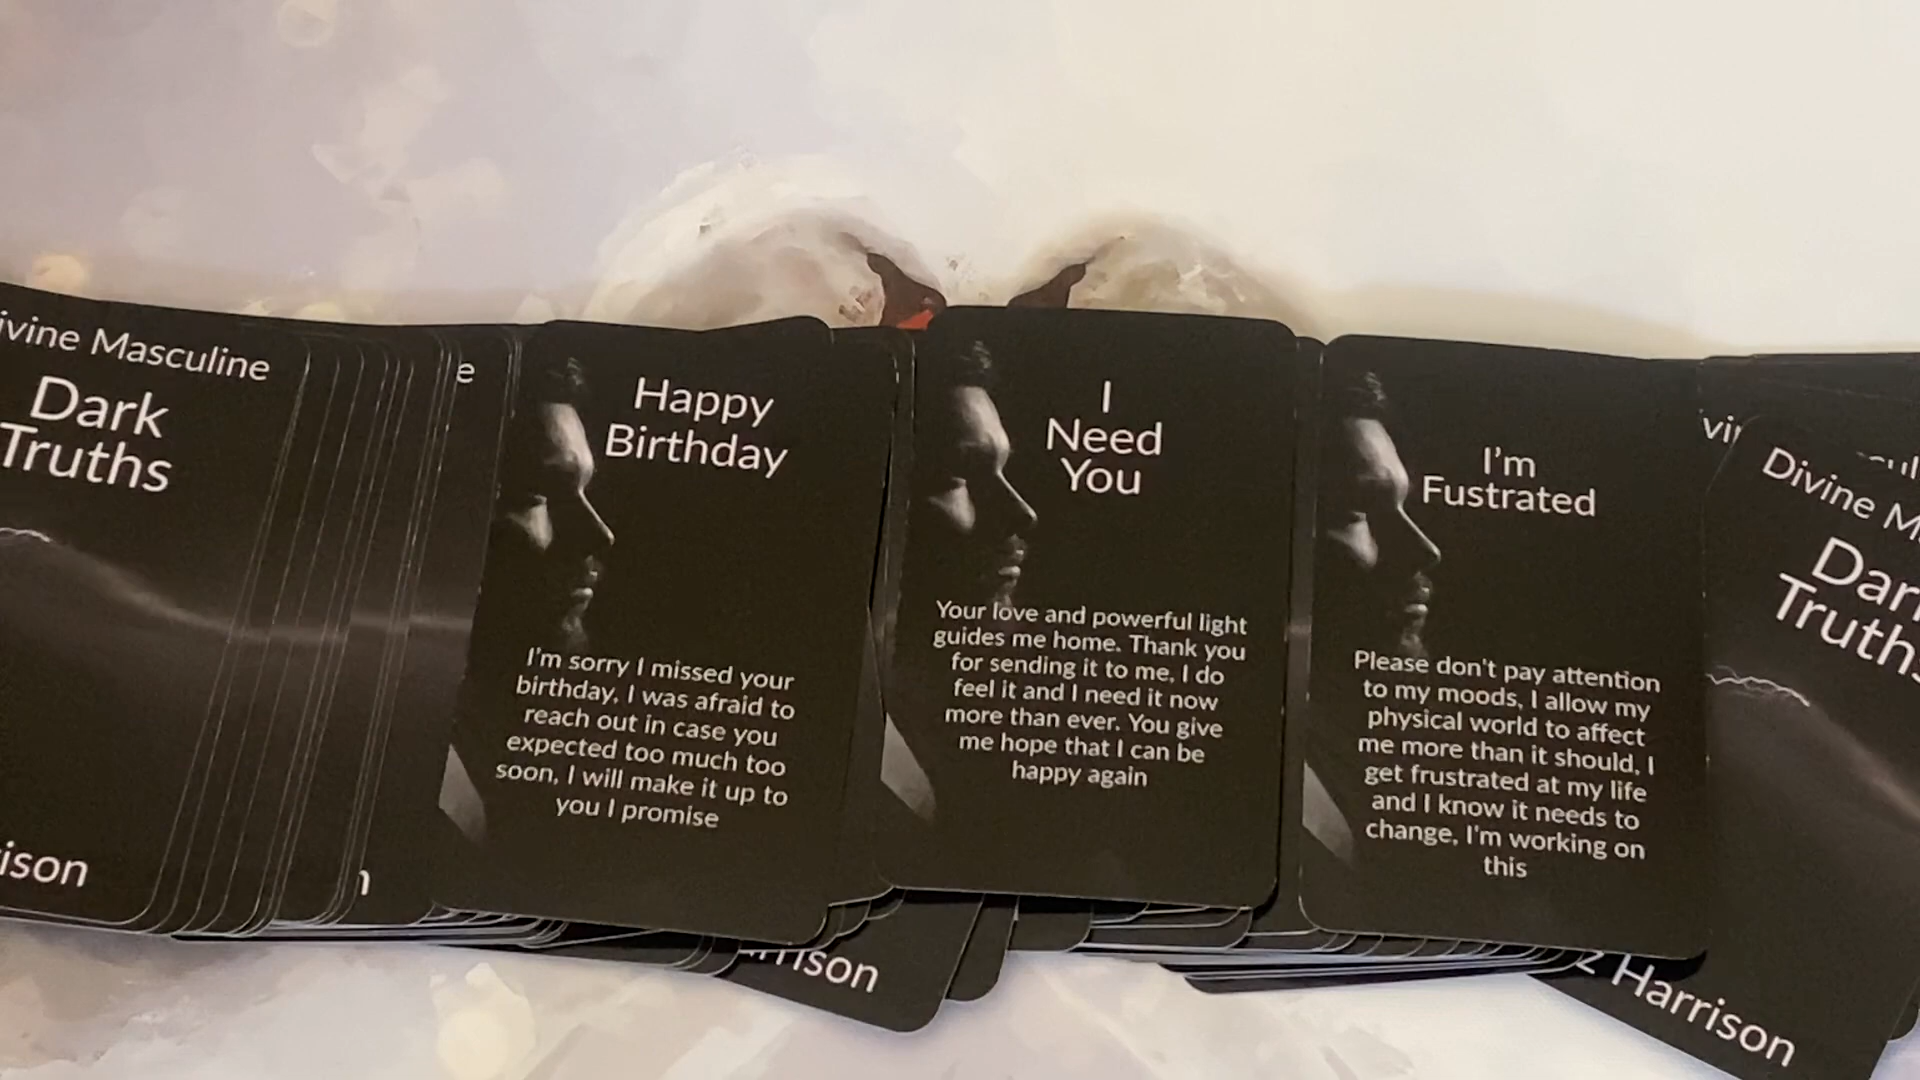 Divine Masculine
Dark
Truths
Happy
Birthday
I'm sorry I missed your
birthday, I was afraid to
reach out in case you
expected too much too
soon, I will make it up to
you I promise
I
Need
You
Your love and powerful light
guides me home. Thank you
for sending it to me, I do
feel it and I need it now
more than ever. You give
me hope that I can be
happy again
I'm
Fustrated
Please don't pay attention
to my moods, I allow my
physical world to affect
me more than it should, I
get frustrated at my life
and I know it needs to
change, I'm working on
this
Divine M
Dar
Truths
Harrison